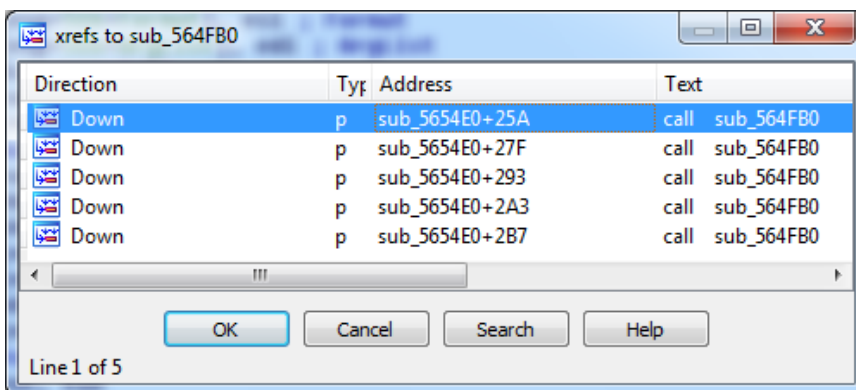 xrefs to sub_564FB0
Direction Typ Address Text
Down p sub_5654E0+25A call sub_564FB0
Down p sub_5654E0+27F call sub_564FB0
Down p sub_5654E0+293 call sub_564FB0
Down p sub_5654E0+2A3 call sub_564FB0
Down p sub_5654E0+2B7 call sub_564FB0
OK Cancel Search Help
Line 1 of 5